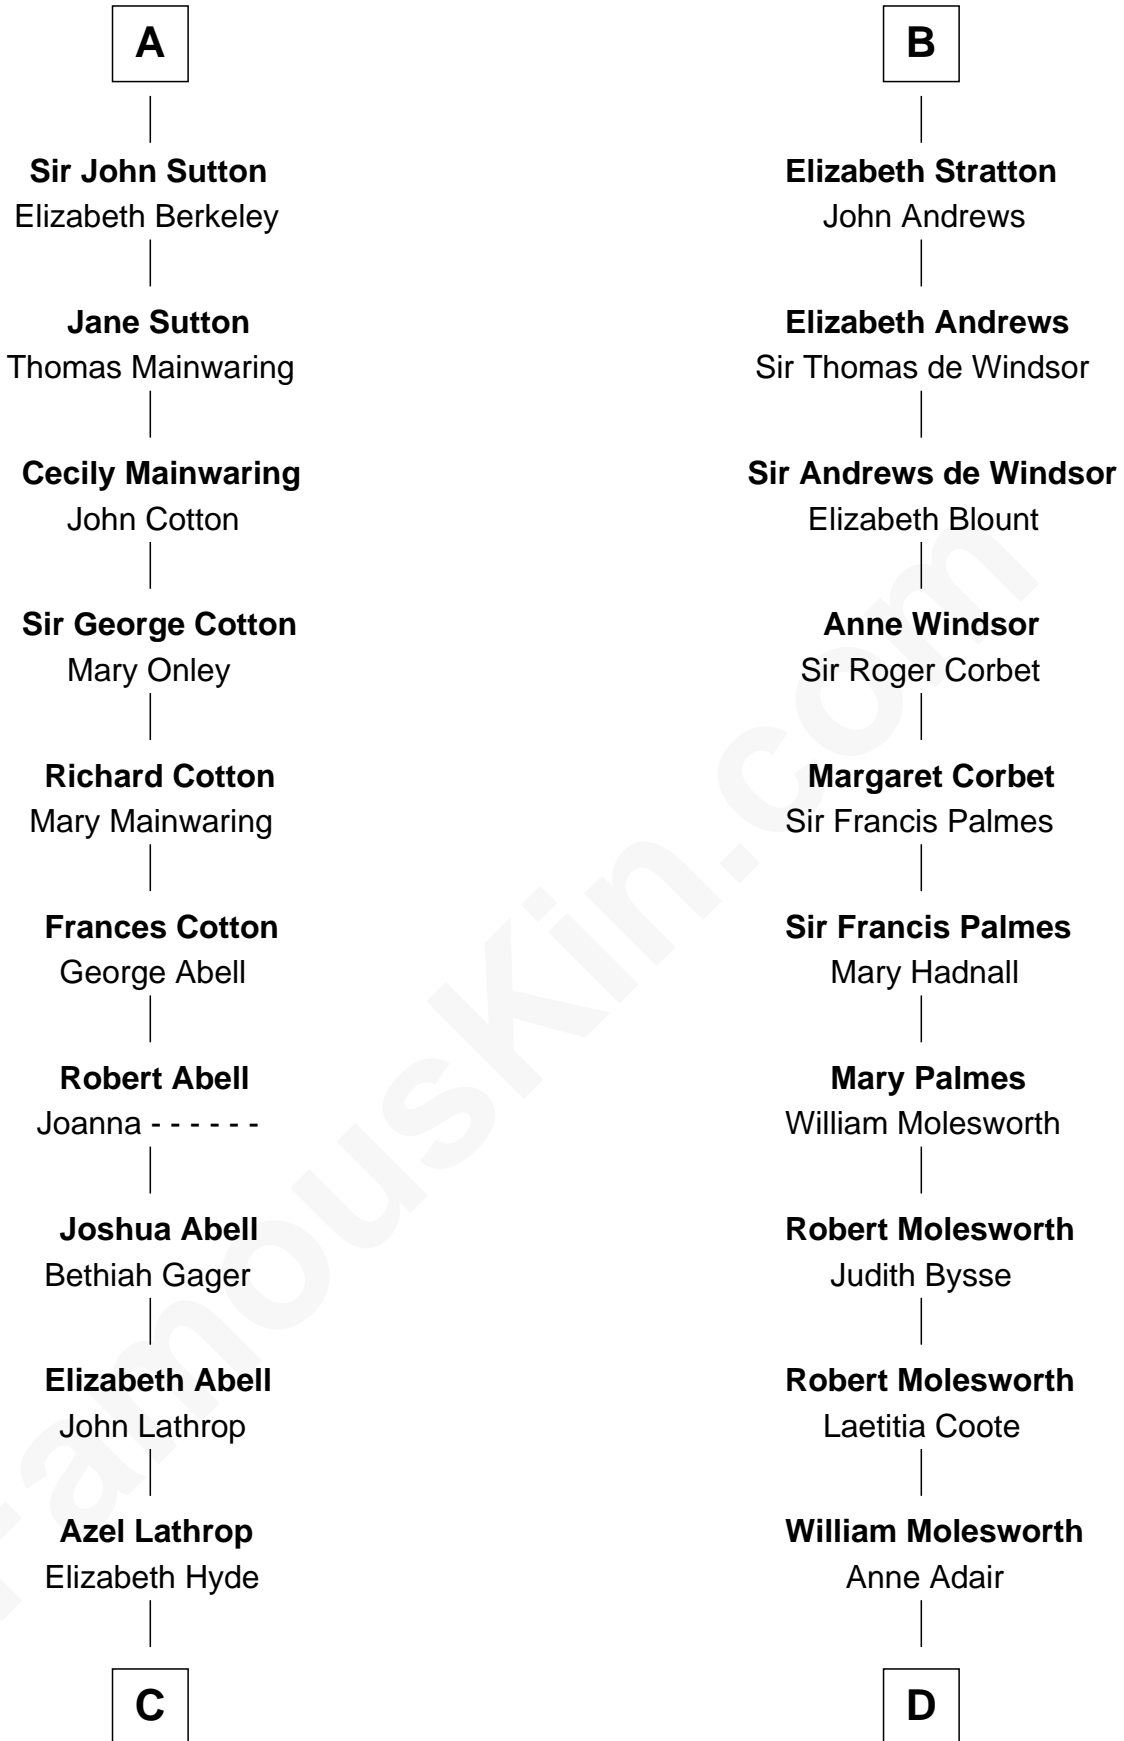 A
Sir John Sutton
Elizabeth Berkeley
Jane Sutton
Thomas Mainwaring
Cecily Mainwaring
John Cotton
Sir George Cotton
Mary Onley
Richard Cotton
Mary Mainwaring
Frances Cotton
George Abell
Robert Abell
Joanna - - - - - -
Joshua Abell
Bethiah Gager
Elizabeth Abell
John Lathrop
Azel Lathrop
Elizabeth Hyde
C
B
Elizabeth Stratton
John Andrews
Elizabeth Andrews
Sir Thomas de Windsor
Sir Andrews de Windsor
Elizabeth Blount
Anne Windsor
Sir Roger Corbet
Margaret Corbet
Sir Francis Palmes
Sir Francis Palmes
Mary Hadnall
Mary Palmes
William Molesworth
Robert Molesworth
Judith Bysse
Robert Molesworth
Laetitia Coote
William Molesworth
Anne Adair
D
FamousKin.com